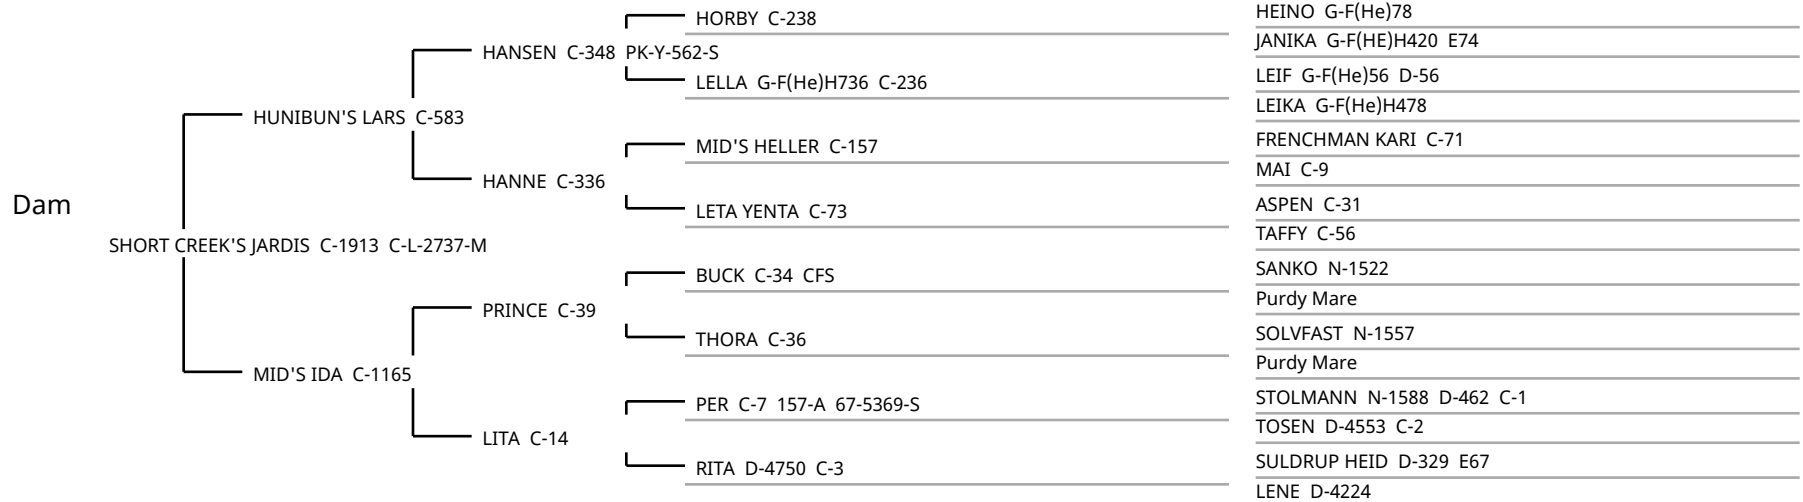 HORBY C-238
HEINO G-F(He)78
JANIKA G-F(HE)H420 E74
HANSEN C-348 PK-Y-562-S
LELLA G-F(He)H736 C-236
LEIF G-F(He)56 D-56
LEIKA G-F(He)H478
HUNIBUN'S LARS C-583
MID'S HELLER C-157
FRENCHMAN KARI C-71
MAI C-9
HANNE C-336
LETA YENTA C-73
ASPEN C-31
TAFFY C-56
Dam
SHORT CREEK'S JARDIS C-1913 C-L-2737-M
BUCK C-34 CFS
SANKO N-1522
Purdy Mare
PRINCE C-39
THORA C-36
SOLVFAST N-1557
Purdy Mare
MID'S IDA C-1165
PER C-7 157-A 67-5369-S
STOLMANN N-1588 D-462 C-1
TOSEN D-4553 C-2
LITA C-14
RITA D-4750 C-3
SULDRUP HEID D-329 E67
LENE D-4224